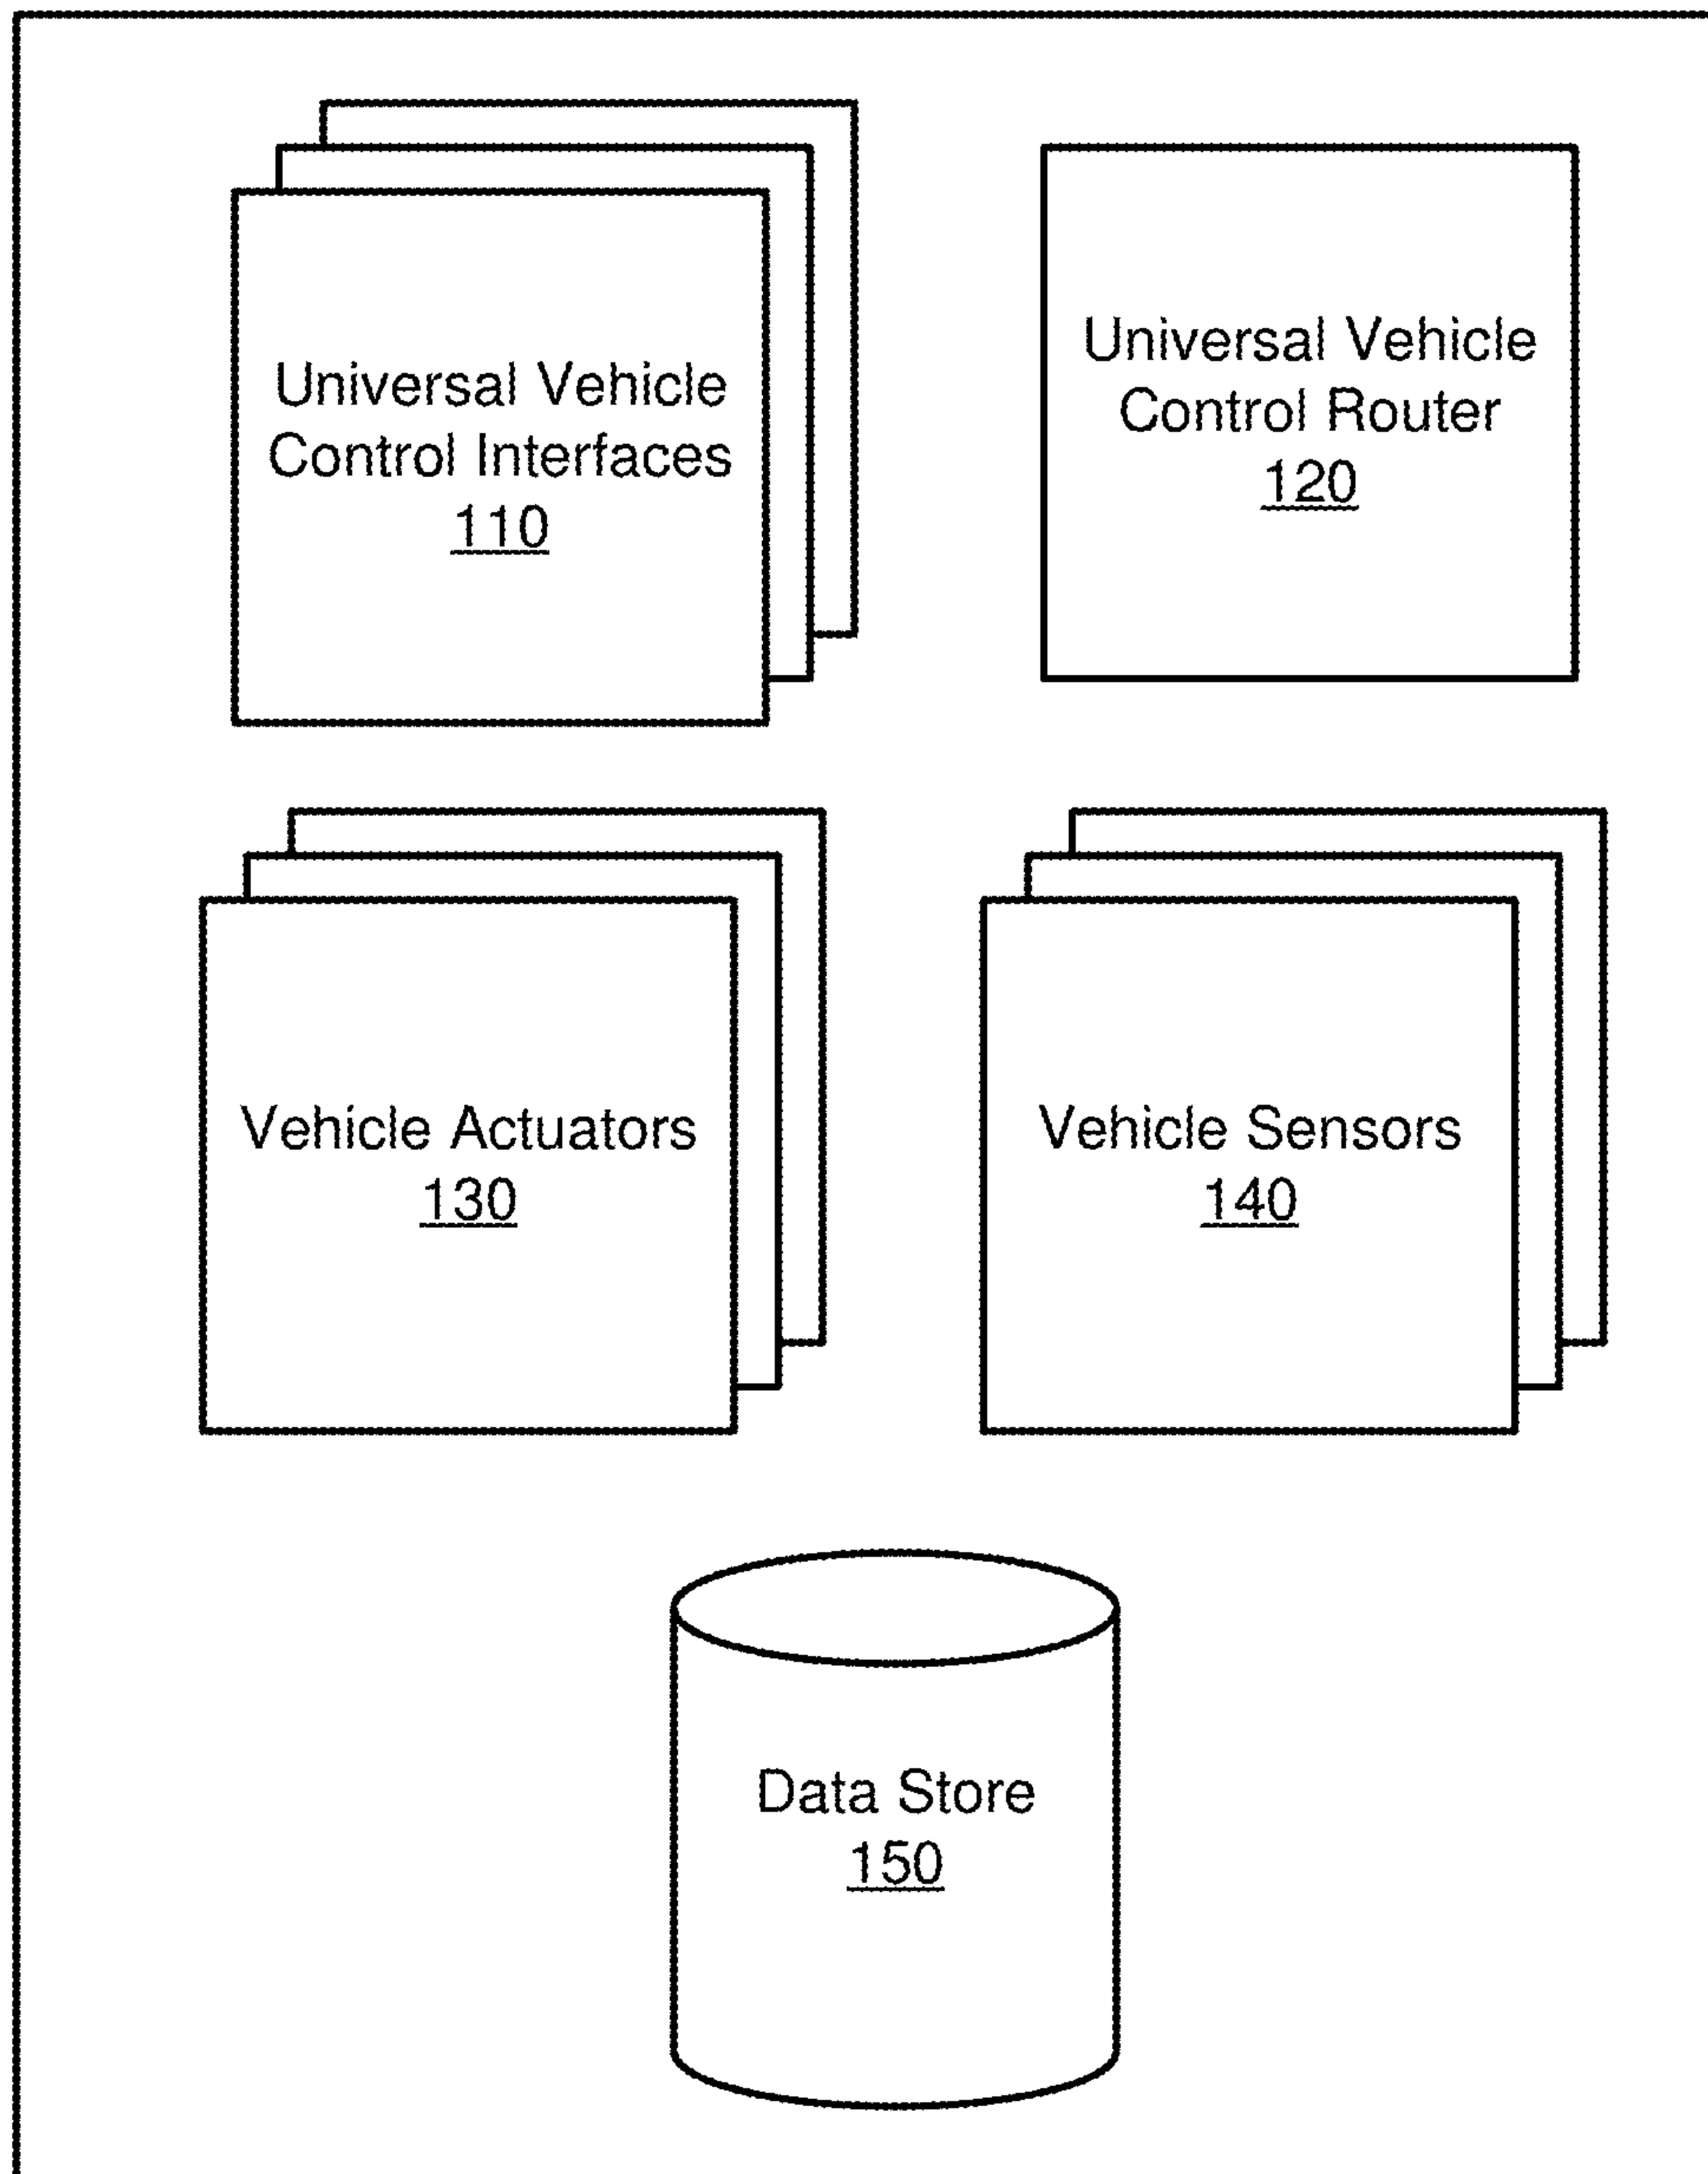 Universal Vehicle
Control Interfaces
110
Universal Vehicle
Control Router
120
Vehicle Actuators
130
Vehicle Sensors
140
Data Store
150